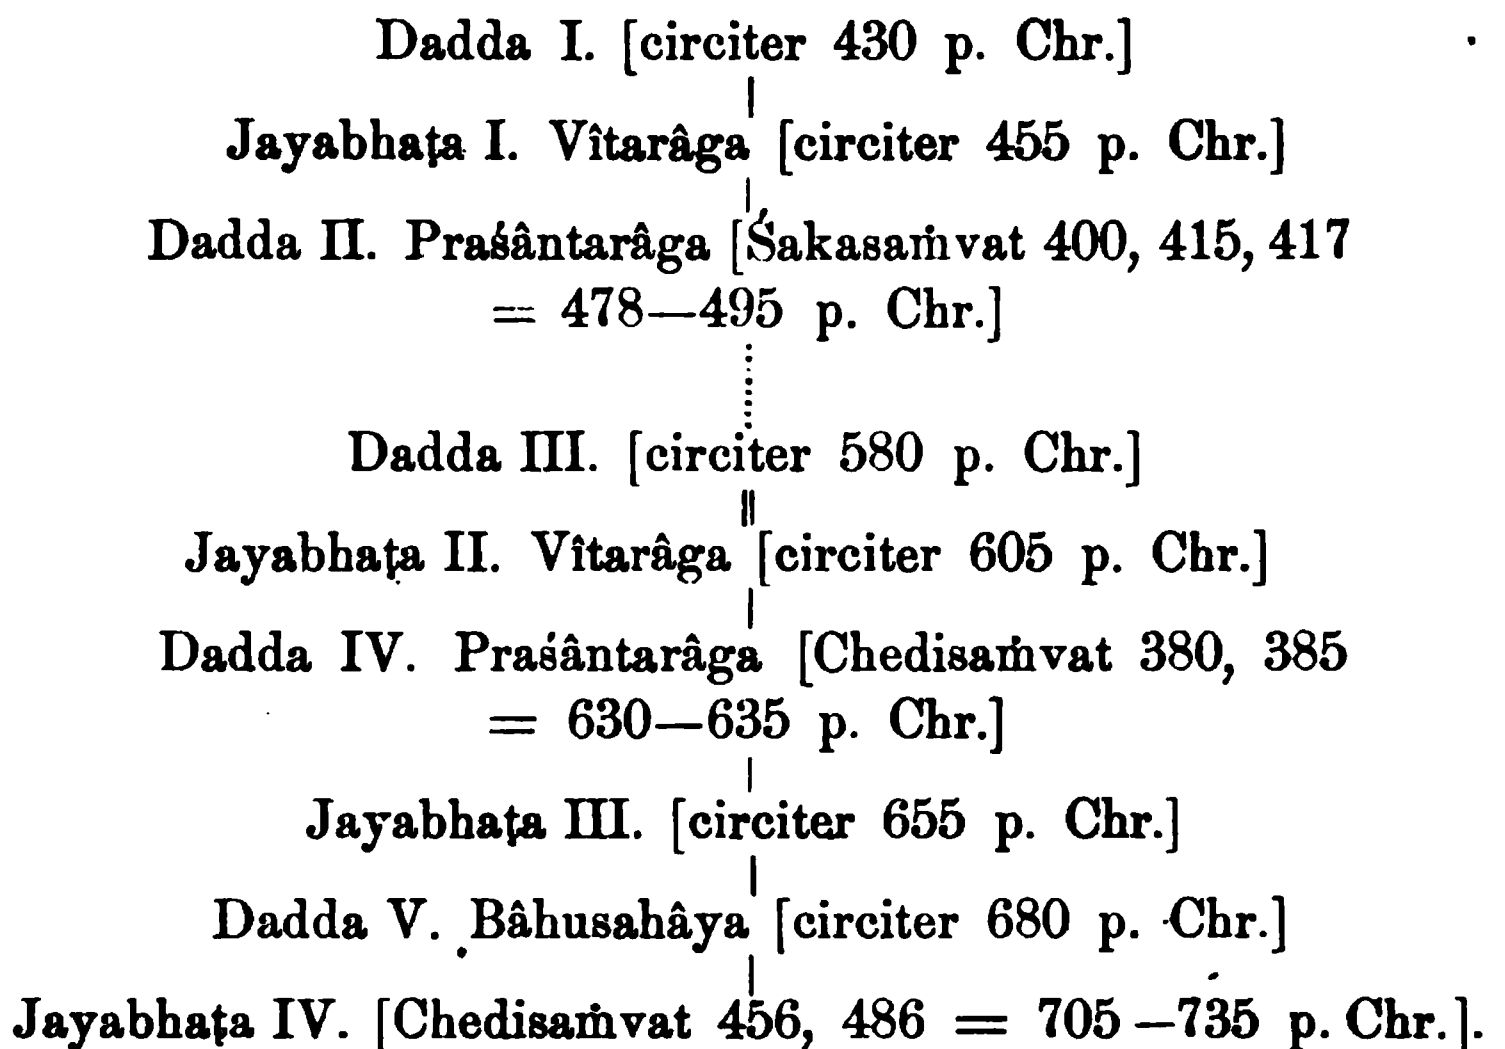 Dadda I. [circiter 430 p. Chr.]
Jayabhaṭa I. Vîtarâga [circiter 455 p. Chr.]
Dadda II. Praśântarâga [Śakasaṁvat 400, 415, 417
= 478—495 p. Chr.]
Dadda III. [circiter 580 p. Chr.]
Jayabhaṭa II. Vîtarâga [circiter 605 p. Chr.]
Dadda IV. Praśântarâga [Chedisaṁvat 380, 385
= 630—635 p. Chr.]
Jayabhaṭa III. [circiter 655 p. Chr.]
Dadda V. Bâhusahâya [circiter 680 p. Chr.]
Jayabhaṭa IV. [Chedisaṁvat 456, 486 = 705—735 p. Chr.].